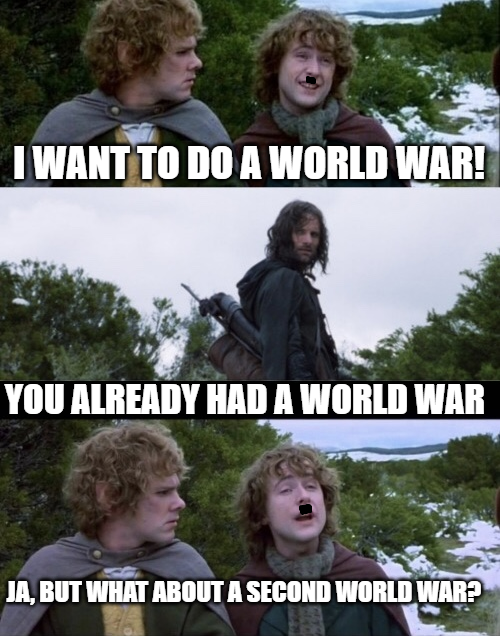 I WANT TO DO A WORLD WAR!
YOU ALREADY HAD A WORLD WAR
JA, BUT WHAT ABOUT A SECOND WORLD WAR?